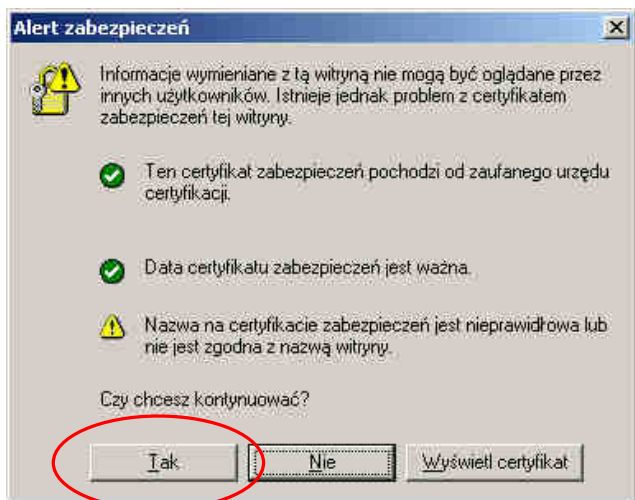 Alert zabezpieczeń
Informacje wymieniane z tą witryną nie mogą być oglądane przez
innych użytkowników. Istnieje jednak problem z certyfikatem
zabezpieczeń tej witryny.
Ten certyfikat zabezpieczeń pochodzi od zaufanego urzędu
certyfikacji.
Data certyfikatu zabezpieczeń jest ważna.
Nazwa na certyfikacie zabezpieczeń jest nieprawidłowa lub
nie jest zgodna z nazwą witryny.
Czy chcesz kontynuować?
Tak Nie Wyświetl certyfikat